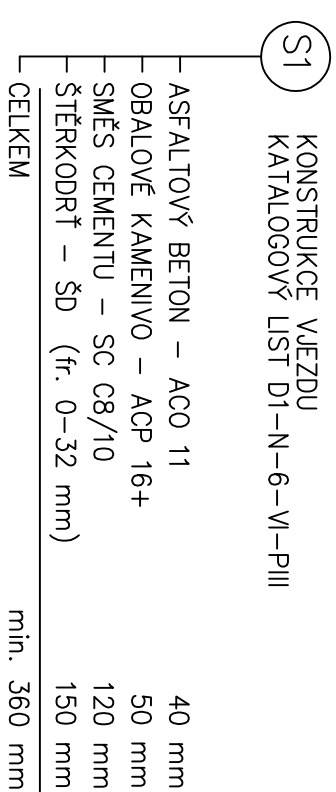 S1
KONSTRUKCE VJEZDU
KATALOGOVÝ LIST D1–N–6–VI–PIII
ASFALTOVÝ BETON – ACO 11 40 mm
OBALOVÉ KAMENIVO – ACP 16+ 50 mm
SMĚS CEMENTU – SC C8/10 120 mm
ŠTĚRKODRŤ – ŠD (fr. 0–32 mm) 150 mm
CELKEM min. 360 mm